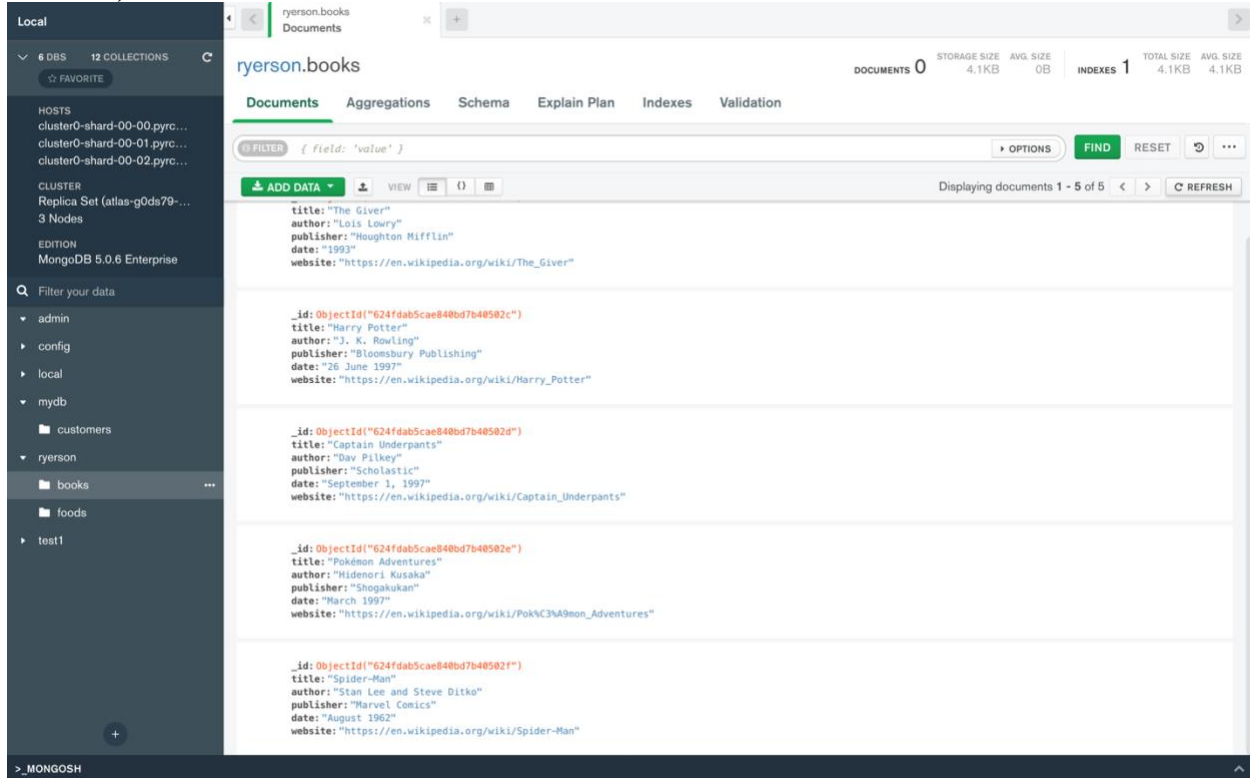 Local
6 DBS 12 COLLECTIONS
FAVORITE
HOSTS
cluster0-shard-00-00.pyrc...
cluster0-shard-00-01.pyrc...
cluster0-shard-00-02.pyrc...
CLUSTER
Replica Set (atlas-g0ds79-...
3 Nodes
EDITION
MongoDB 5.0.6 Enterprise
Filter your data
admin
config
local
mydb
customers
ryerson
books
foods
test1
>_MONGOSH
ryerson.books
Documents
ryerson.books
DOCUMENTS 0 STORAGE SIZE 4.1KB AVG. SIZE 0B INDEXES 1 TOTAL SIZE 4.1KB AVG. SIZE 4.1KB
Documents Aggregations Schema Explain Plan Indexes Validation
FILTER { field: 'value' } OPTIONS FIND RESET
ADD DATA VIEW {} Displaying documents 1 - 5 of 5 < > REFRESH
title: "The Giver"
author: "Lois Lowry"
publisher: "Houghton Mifflin"
date: "1993"
website: "https://en.wikipedia.org/wiki/The_Giver"
_id: ObjectId("624fdab5cae840bd7b40502c")
title: "Harry Potter"
author: "J. K. Rowling"
publisher: "Bloomsbury Publishing"
date: "26 June 1997"
website: "https://en.wikipedia.org/wiki/Harry_Potter"
_id: ObjectId("624fdab5cae840bd7b40502d")
title: "Captain Underpants"
author: "Dav Pilkey"
publisher: "Scholastic"
date: "September 1, 1997"
website: "https://en.wikipedia.org/wiki/Captain_Underpants"
_id: ObjectId("624fdab5cae840bd7b40502e")
title: "Pokémon Adventures"
author: "Hidenori Kusaka"
publisher: "Shogakukan"
date: "March 1997"
website: "https://en.wikipedia.org/wiki/Pok%C3%A9mon_Adventures"
_id: ObjectId("624fdab5cae840bd7b40502f")
title: "Spider-Man"
author: "Stan Lee and Steve Ditko"
publisher: "Marvel Comics"
date: "August 1962"
website: "https://en.wikipedia.org/wiki/Spider-Man"